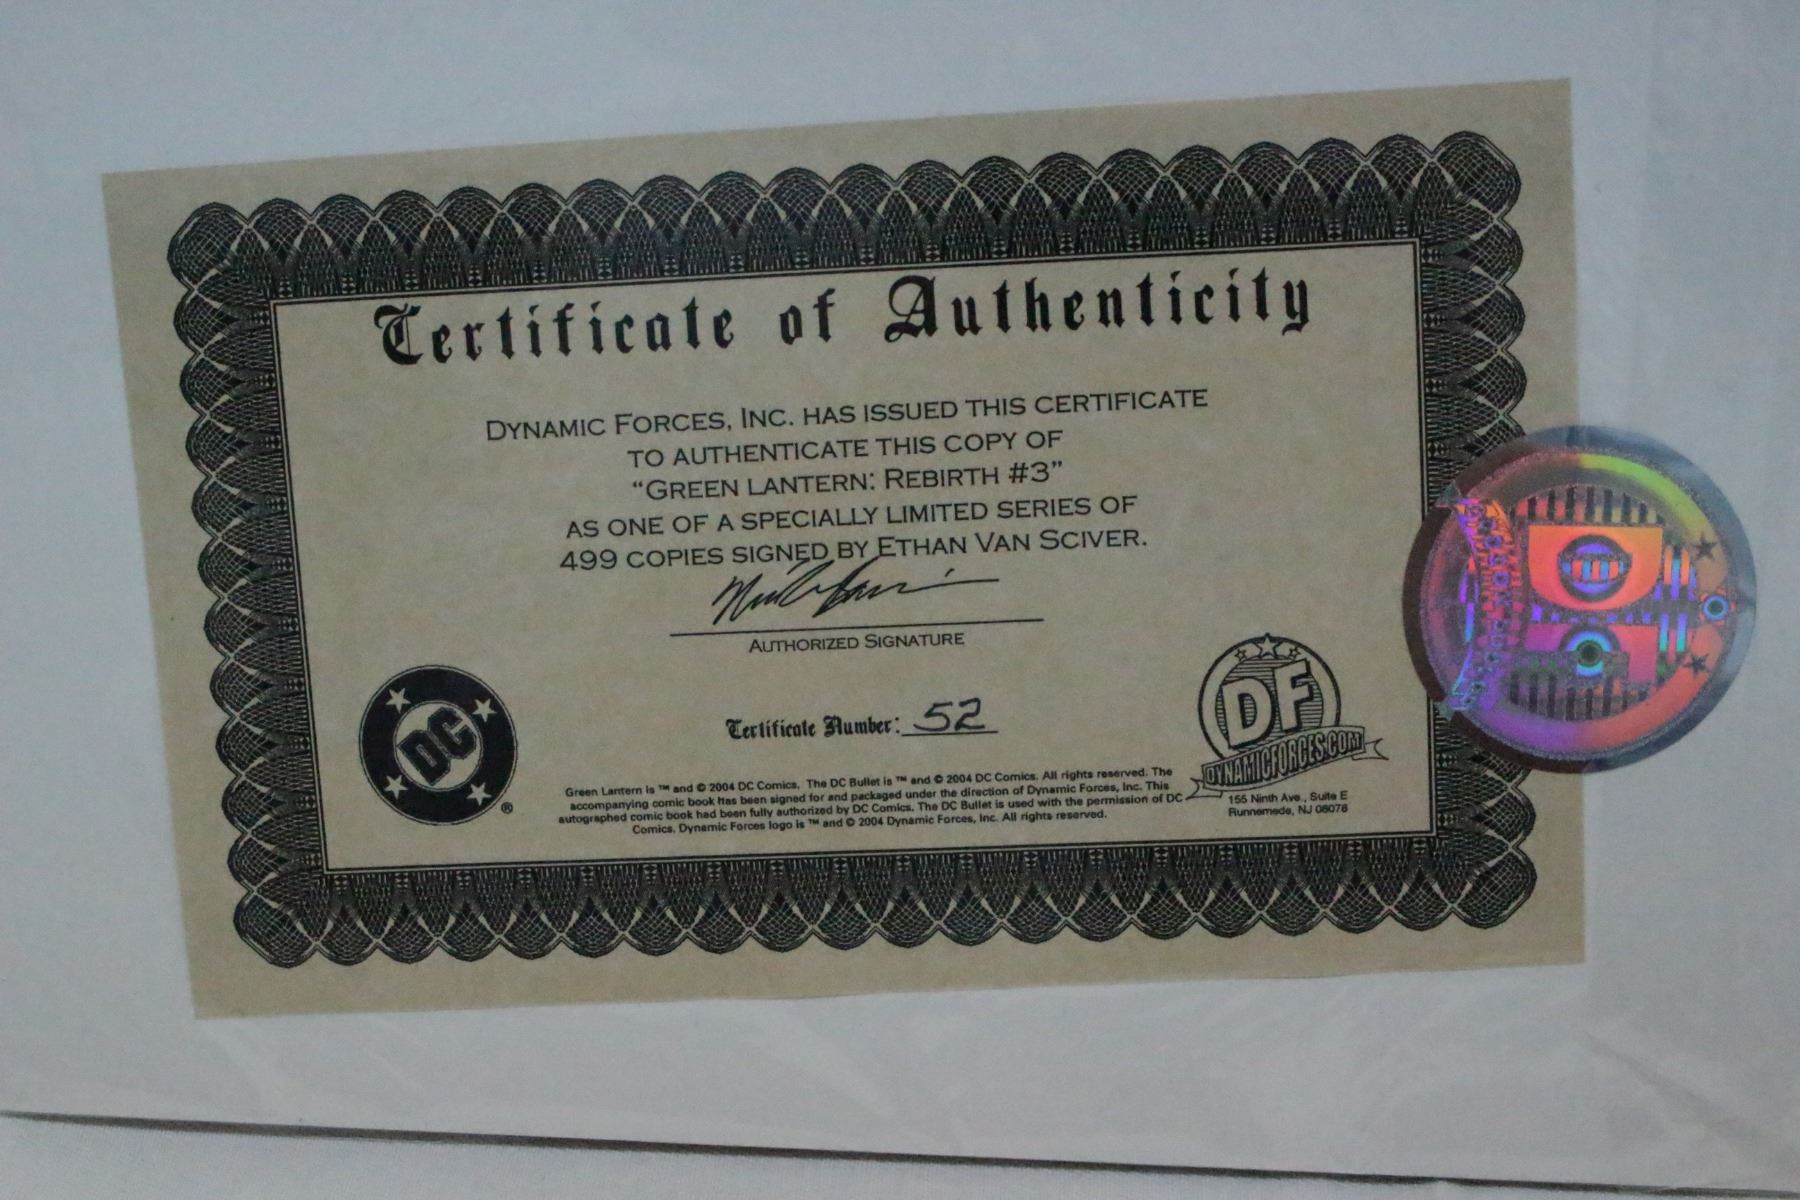 Certificate of Authenticity
DYNAMIC FORCES, INC. HAS ISSUED THIS CERTIFICATE
TO AUTHENTICATE THIS COPY OF
“GREEN LANTERN: REBIRTH #3”
AS ONE OF A SPECIALLY LIMITED SERIES OF
499 COPIES SIGNED BY ETHAN VAN SCIVER.
AUTHORIZED SIGNATURE
Certificate Number: 52
DC
®
DF
DYNAMICFORCES.COM
155 Ninth Ave., Suite E
Runnemede, NJ 08078
Green Lantern is ™ and © 2004 DC Comics. The DC Bullet is ™ and © 2004 DC Comics. All rights reserved. The
accompanying comic book has been signed for and packaged under the direction of Dynamic Forces, Inc. This
autographed comic book had been fully authorized by DC Comics. The DC Bullet is used with the permission of DC
Comics. Dynamic Forces logo is ™ and © 2004 Dynamic Forces, Inc. All rights reserved.